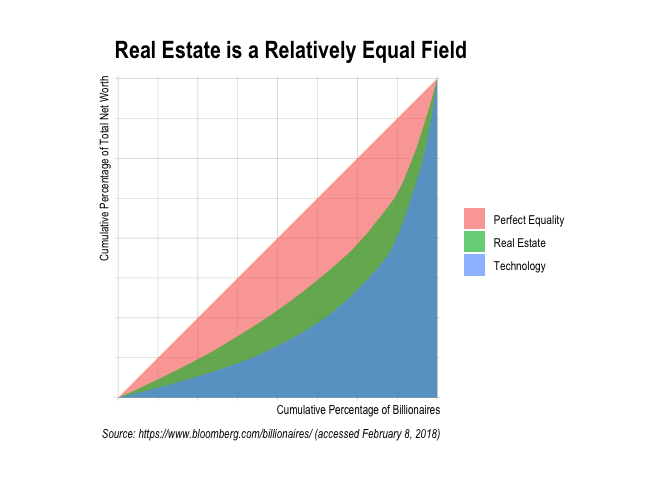 Real Estate is a Relatively Equal Field
Cumulative Percentage of Total Net Worth
Perfect Equality
Real Estate
Technology
Cumulative Percentage of Billionaires
Source: https://www.bloomberg.com/billionaires/ (accessed February 8, 2018)